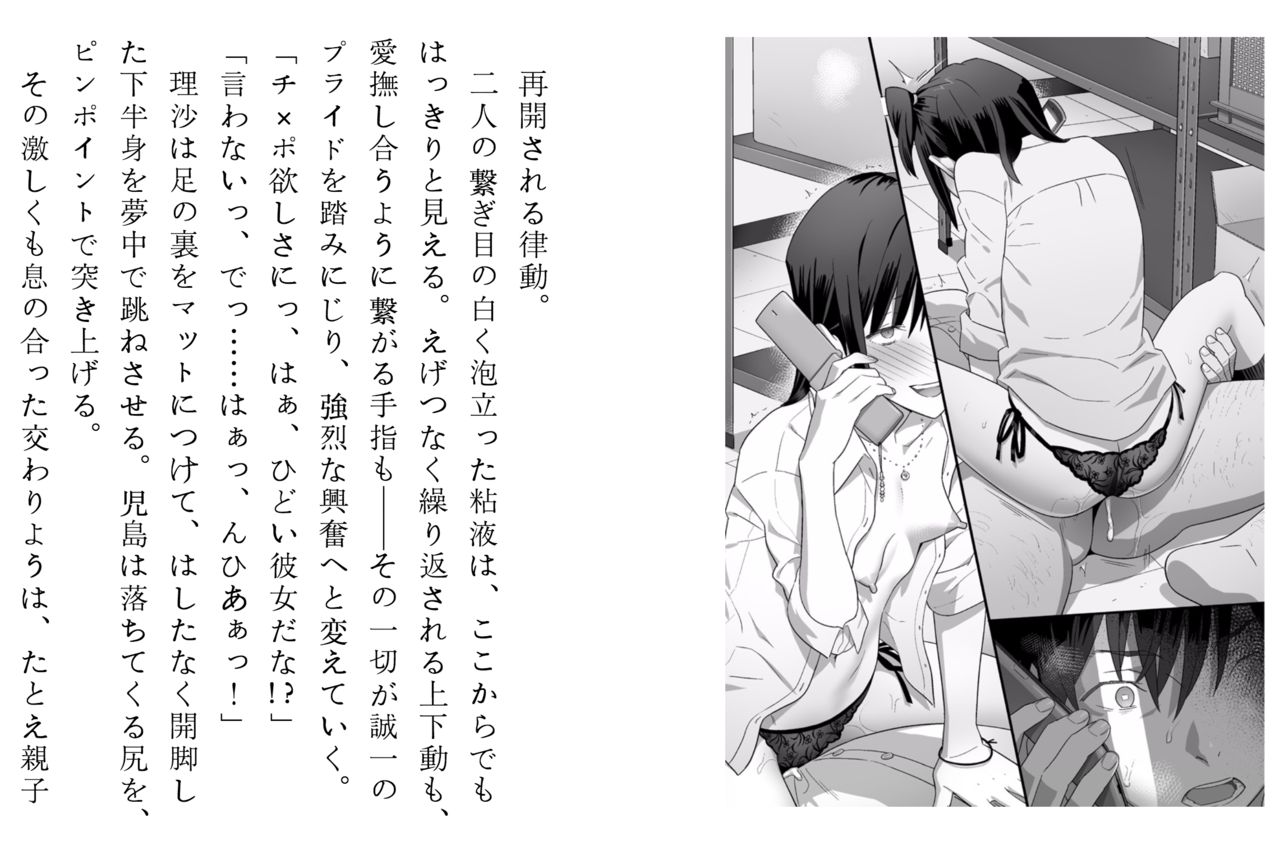 再開される律動。
二人の繋ぎ目の白く泡立った粘液は、ここからでも
はっきりと見える。えげつなく繰り返される上下動も、
愛撫し合うように繋がる手指も――その一切が誠一の
プライドを踏みにじり、強烈な興奮へと変えていく。
「チ×ポ欲しさにっ、はぁ、ひどい彼女だな!?」
「言わないっ、でっ……はぁっ、んひあぁっ!」
理沙は足の裏をマットにつけて、はしたなく開脚し
た下半身を夢中で跳ねさせる。児島は落ちてくる尻を、
ピンポイントで突き上げる。
その激しくも息の合った交わりようは、たとえ親子